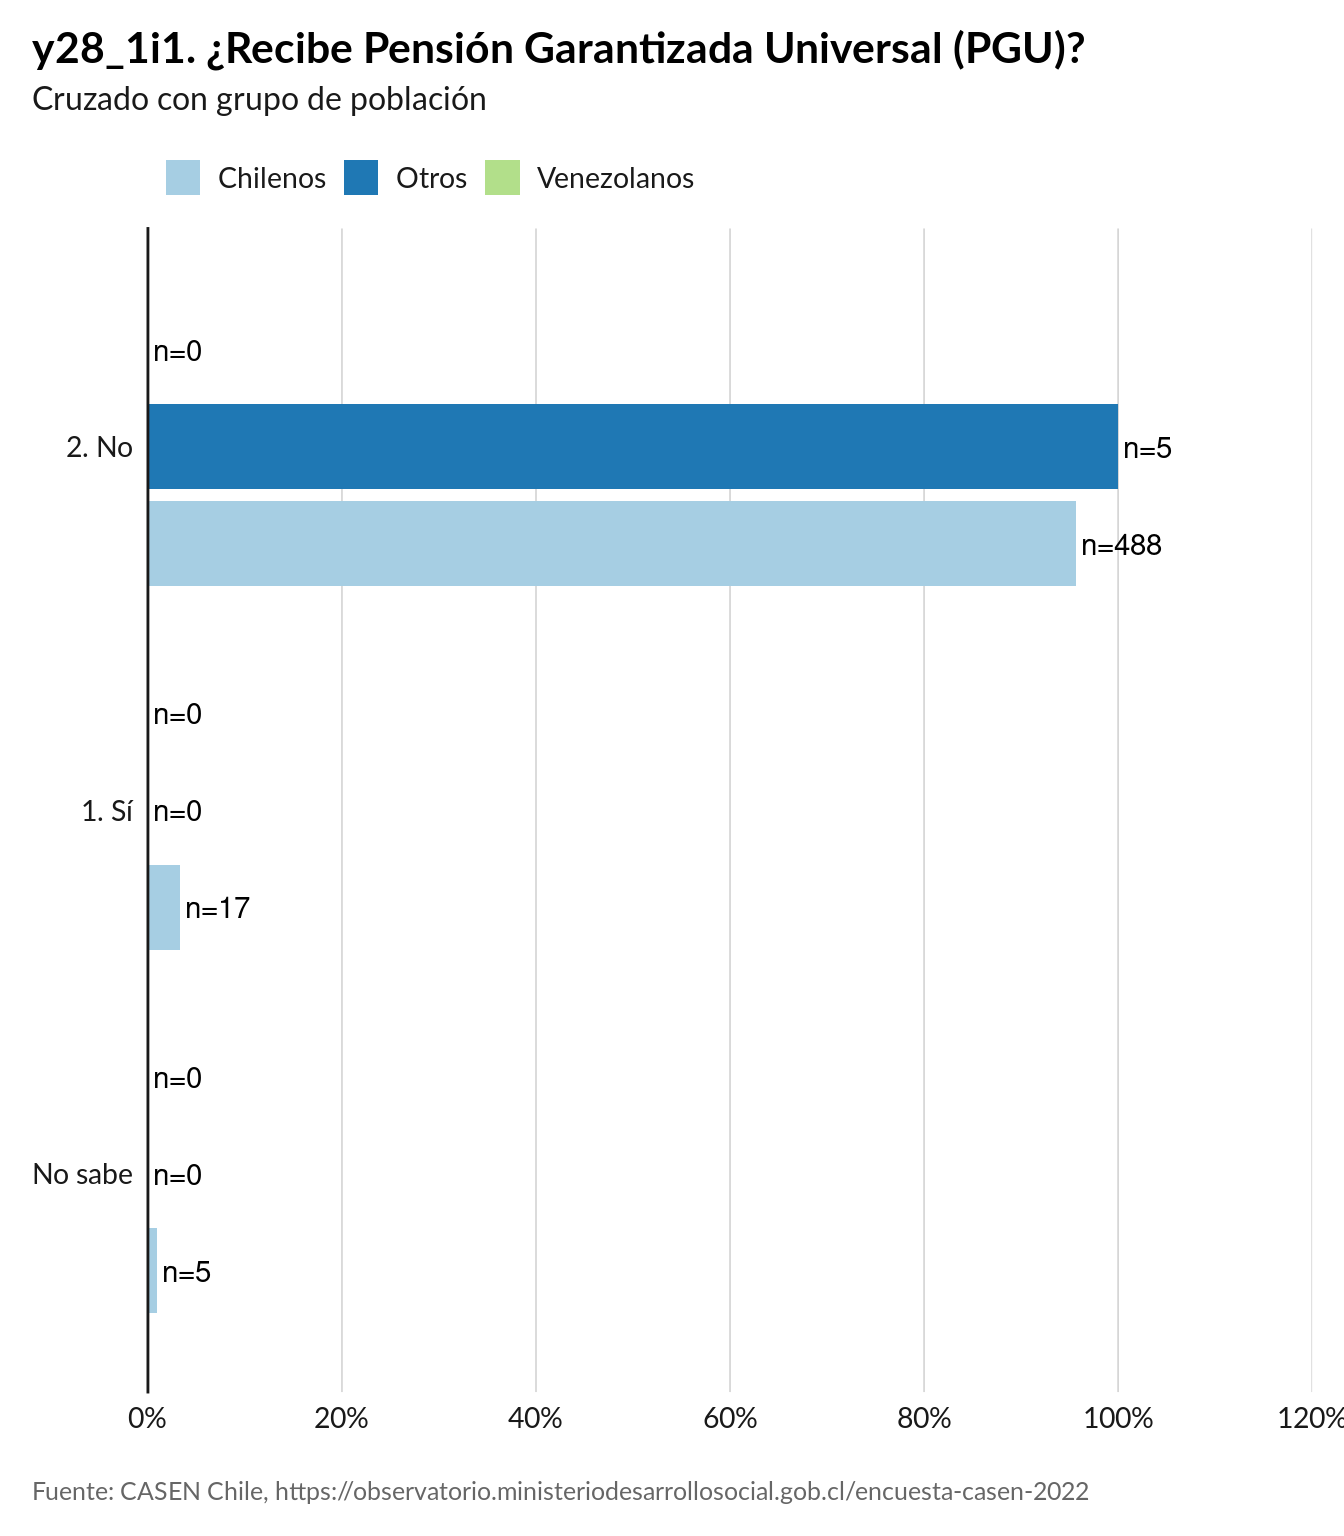 y28_1i1. ¿Recibe Pensión Garantizada Universal (PGU)?
Cruzado con grupo de población
Chilenos Otros Venezolanos
n=0
2. No n=5
n=488
n=0
1. Sí n=0
n=17
n=0
No sabe n=0
n=5
0% 20% 40% 60% 80% 100% 120%
Fuente: CASEN Chile, https://observatorio.ministeriodesarrollosocial.gob.cl/encuesta-casen-2022